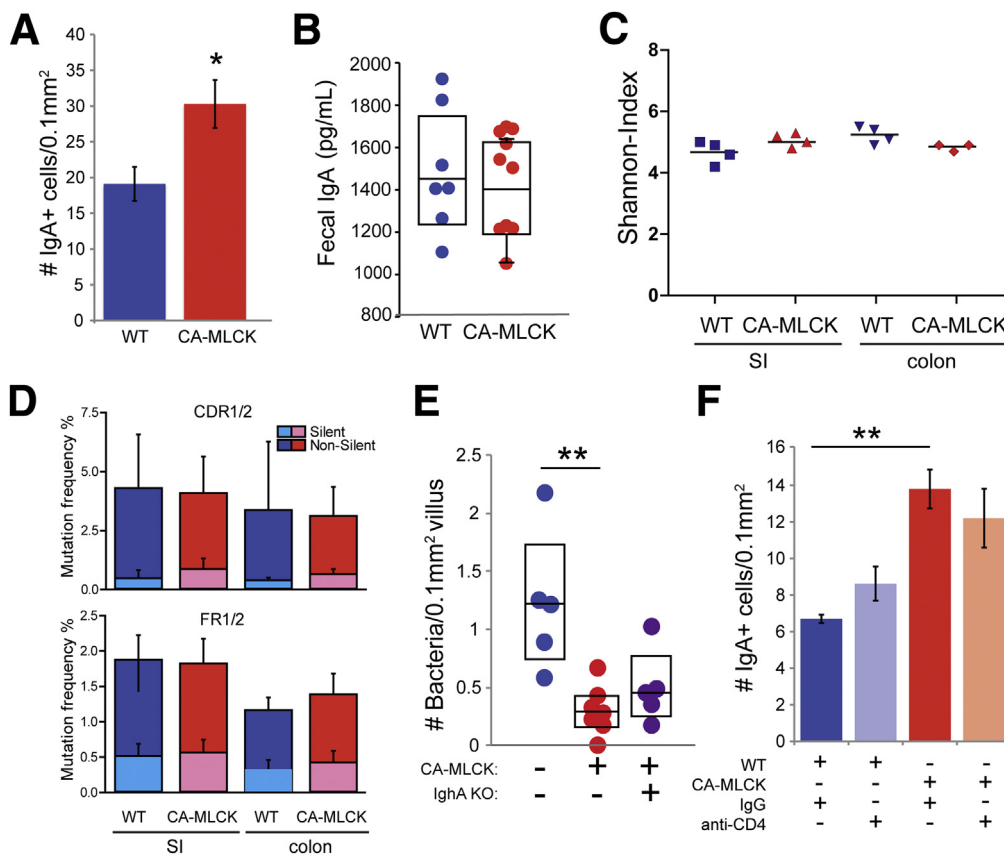 A
# IgA+ cells/0.1mm²
40
35
30
25
20
15
10
5
0
*
WT CA-MLCK
B
Fecal IgA (pg/mL)
2000
1800
1600
1400
1200
1000
800
WT CA-MLCK
C
Shannon-Index
8
6
4
2
0
WT CA-MLCK WT CA-MLCK
SI colon
D
Mutation frequency %
CDR1/2
Silent
Non-Silent
7.5
5.0
2.5
0.0
Mutation frequency %
FR1/2
2.5
2.0
1.5
1.0
0.5
0.0
WT CA-MLCK WT CA-MLCK
SI colon
E
# Bacteria/0.1mm² villus
2.5
2
1.5
1
0.5
0
**
CA-MLCK: - + +
IghA KO: - - +
F
# IgA+ cells/0.1mm²
16
14
12
10
8
6
4
2
0
**
WT + + - -
CA-MLCK - - + +
IgG + - + -
anti-CD4 - + - +